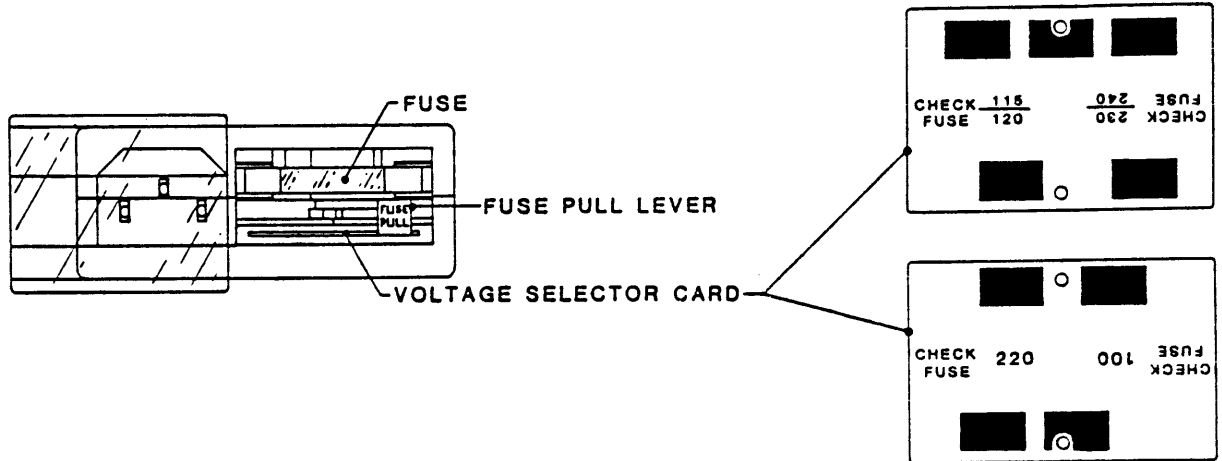 FUSE
FUSE PULL LEVER
FUSE
PULL
VOLTAGE SELECTOR CARD
CHECK
FUSE
115
120
230
240
CHECK
FUSE
CHECK
FUSE
220
100
CHECK
FUSE